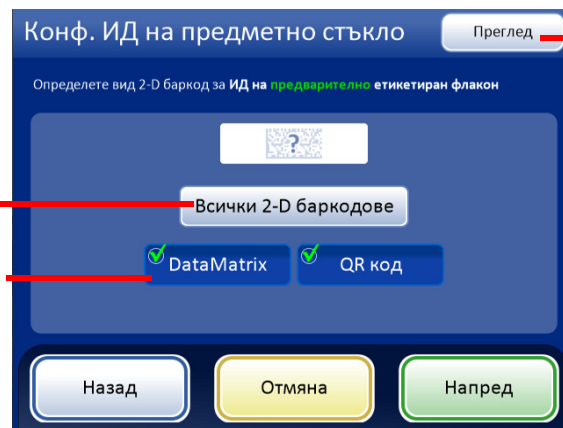 Конф. ИД на предметно стъкло
Преглед
Определете вид 2-D баркод за ИД на предварително етикетиран флакон
?
Всички 2-D баркодове
DataMatrix
QR код
Назад
Отмяна
Напред